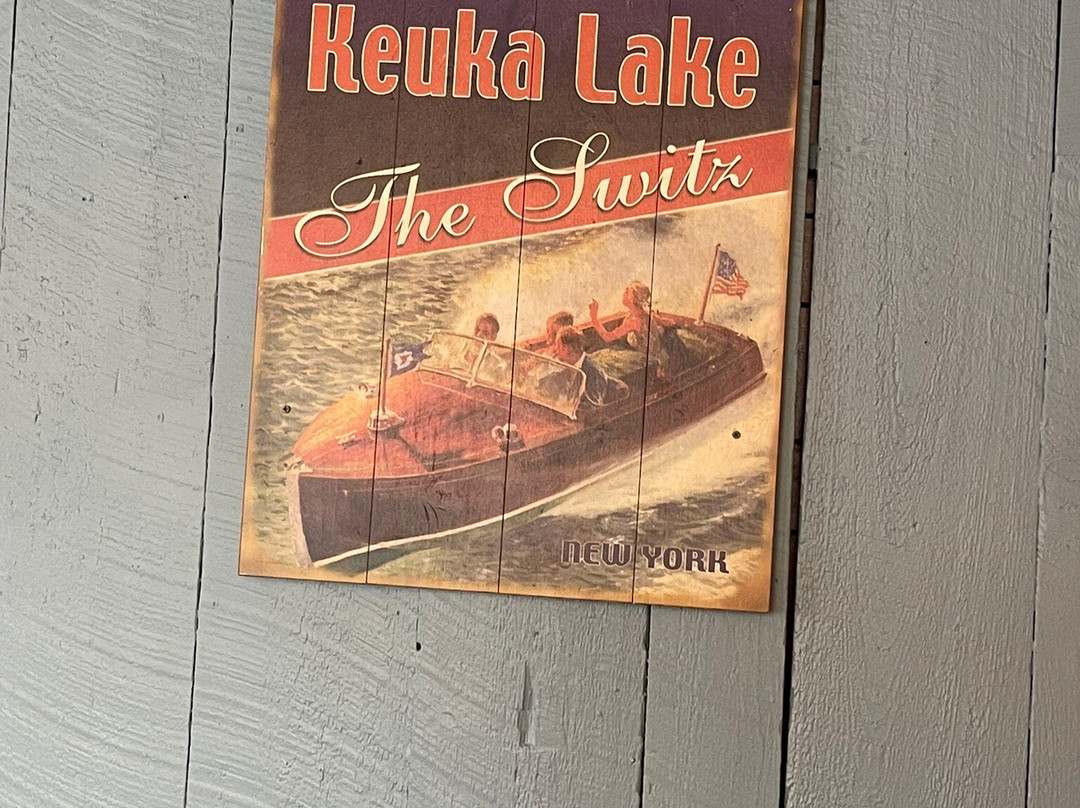 Keuka Lake
The Switz
NEW YORK